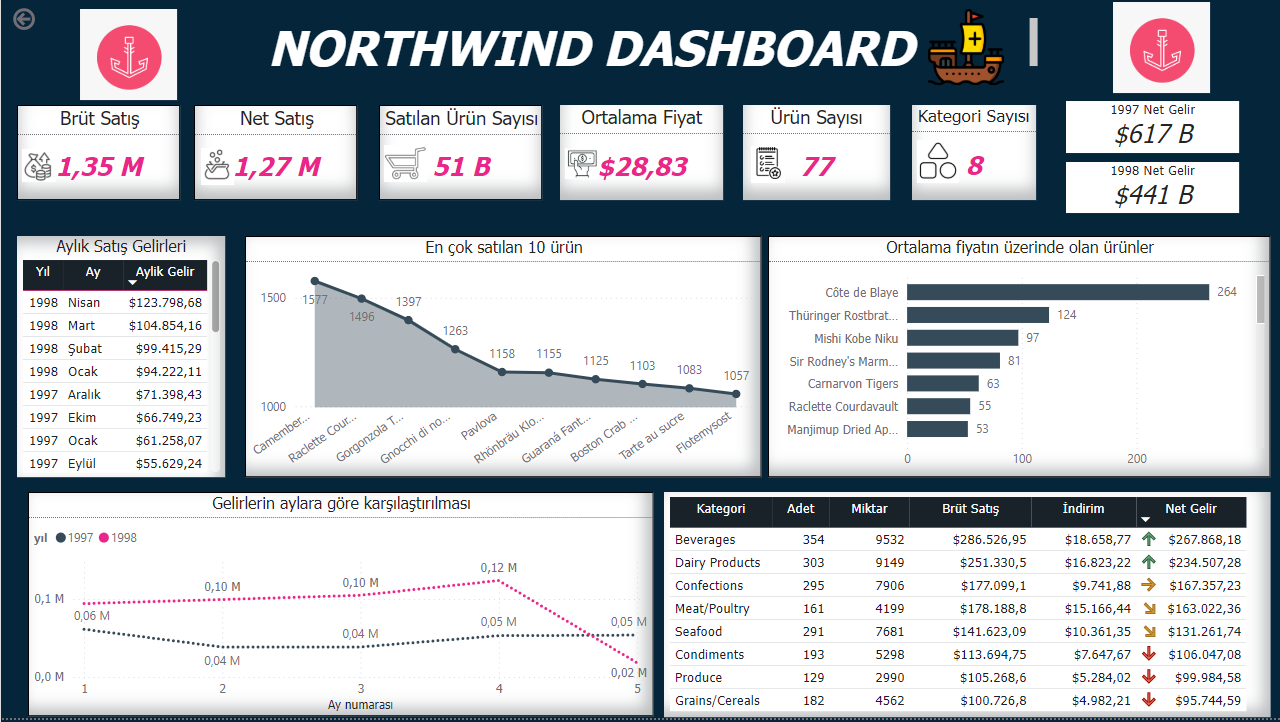 NORTHWIND DASHBOARD
Brüt Satış
1,35 M
Net Satış
1,27 M
Satılan Ürün Sayısı
51 B
Ortalama Fiyat
$28,83
Ürün Sayısı
77
Kategori Sayısı
8
1997 Net Gelir
$617 B
1998 Net Gelir
$441 B
Aylık Satış Gelirleri
Yıl Ay Aylik Gelir
1998 Nisan $123.798,68
1998 Mart $104.854,16
1998 Şubat $99.415,29
1998 Ocak $94.222,11
1997 Aralık $71.398,43
1997 Ekim $66.749,23
1997 Ocak $61.258,07
1997 Eylül $55.629,24
En çok satılan 10 ürün
1500
1000
1577
1496
1397
1263
1158
1155
1125
1103
1083
1057
Camember...
Raclette Cour...
Gorgonzola T...
Gnocchi di no...
Pavlova
Rhönbräu Klo...
Guaraná Fant...
Boston Crab ...
Tarte au sucre
Flotemysost
Ortalama fiyatın üzerinde olan ürünler
Côte de Blaye 264
Thüringer Rostbrat... 124
Mishi Kobe Niku 97
Sir Rodney's Marm... 81
Carnarvon Tigers 63
Raclette Courdavault 55
Manjimup Dried Ap... 53
0 100 200
Gelirlerin aylara göre karşılaştırılması
yıl 1997 1998
0,1 M
0,0 M
0,10 M
0,10 M
0,12 M
0,06 M
0,04 M
0,04 M
0,05 M
0,05 M
0,02 M
1 2 3 4 5
Ay numarası
Kategori Adet Miktar Brüt Satış İndirim Net Gelir
Beverages 354 9532 $286.526,95 $18.658,77 $267.868,18
Dairy Products 303 9149 $251.330,5 $16.823,22 $234.507,28
Confections 295 7906 $177.099,1 $9.741,88 $167.357,23
Meat/Poultry 161 4199 $178.188,8 $15.166,44 $163.022,36
Seafood 291 7681 $141.623,09 $10.361,35 $131.261,74
Condiments 193 5298 $113.694,75 $7.647,67 $106.047,08
Produce 129 2990 $105.268,6 $5.284,02 $99.984,58
Grains/Cereals 182 4562 $100.726,8 $4.982,21 $95.744,59